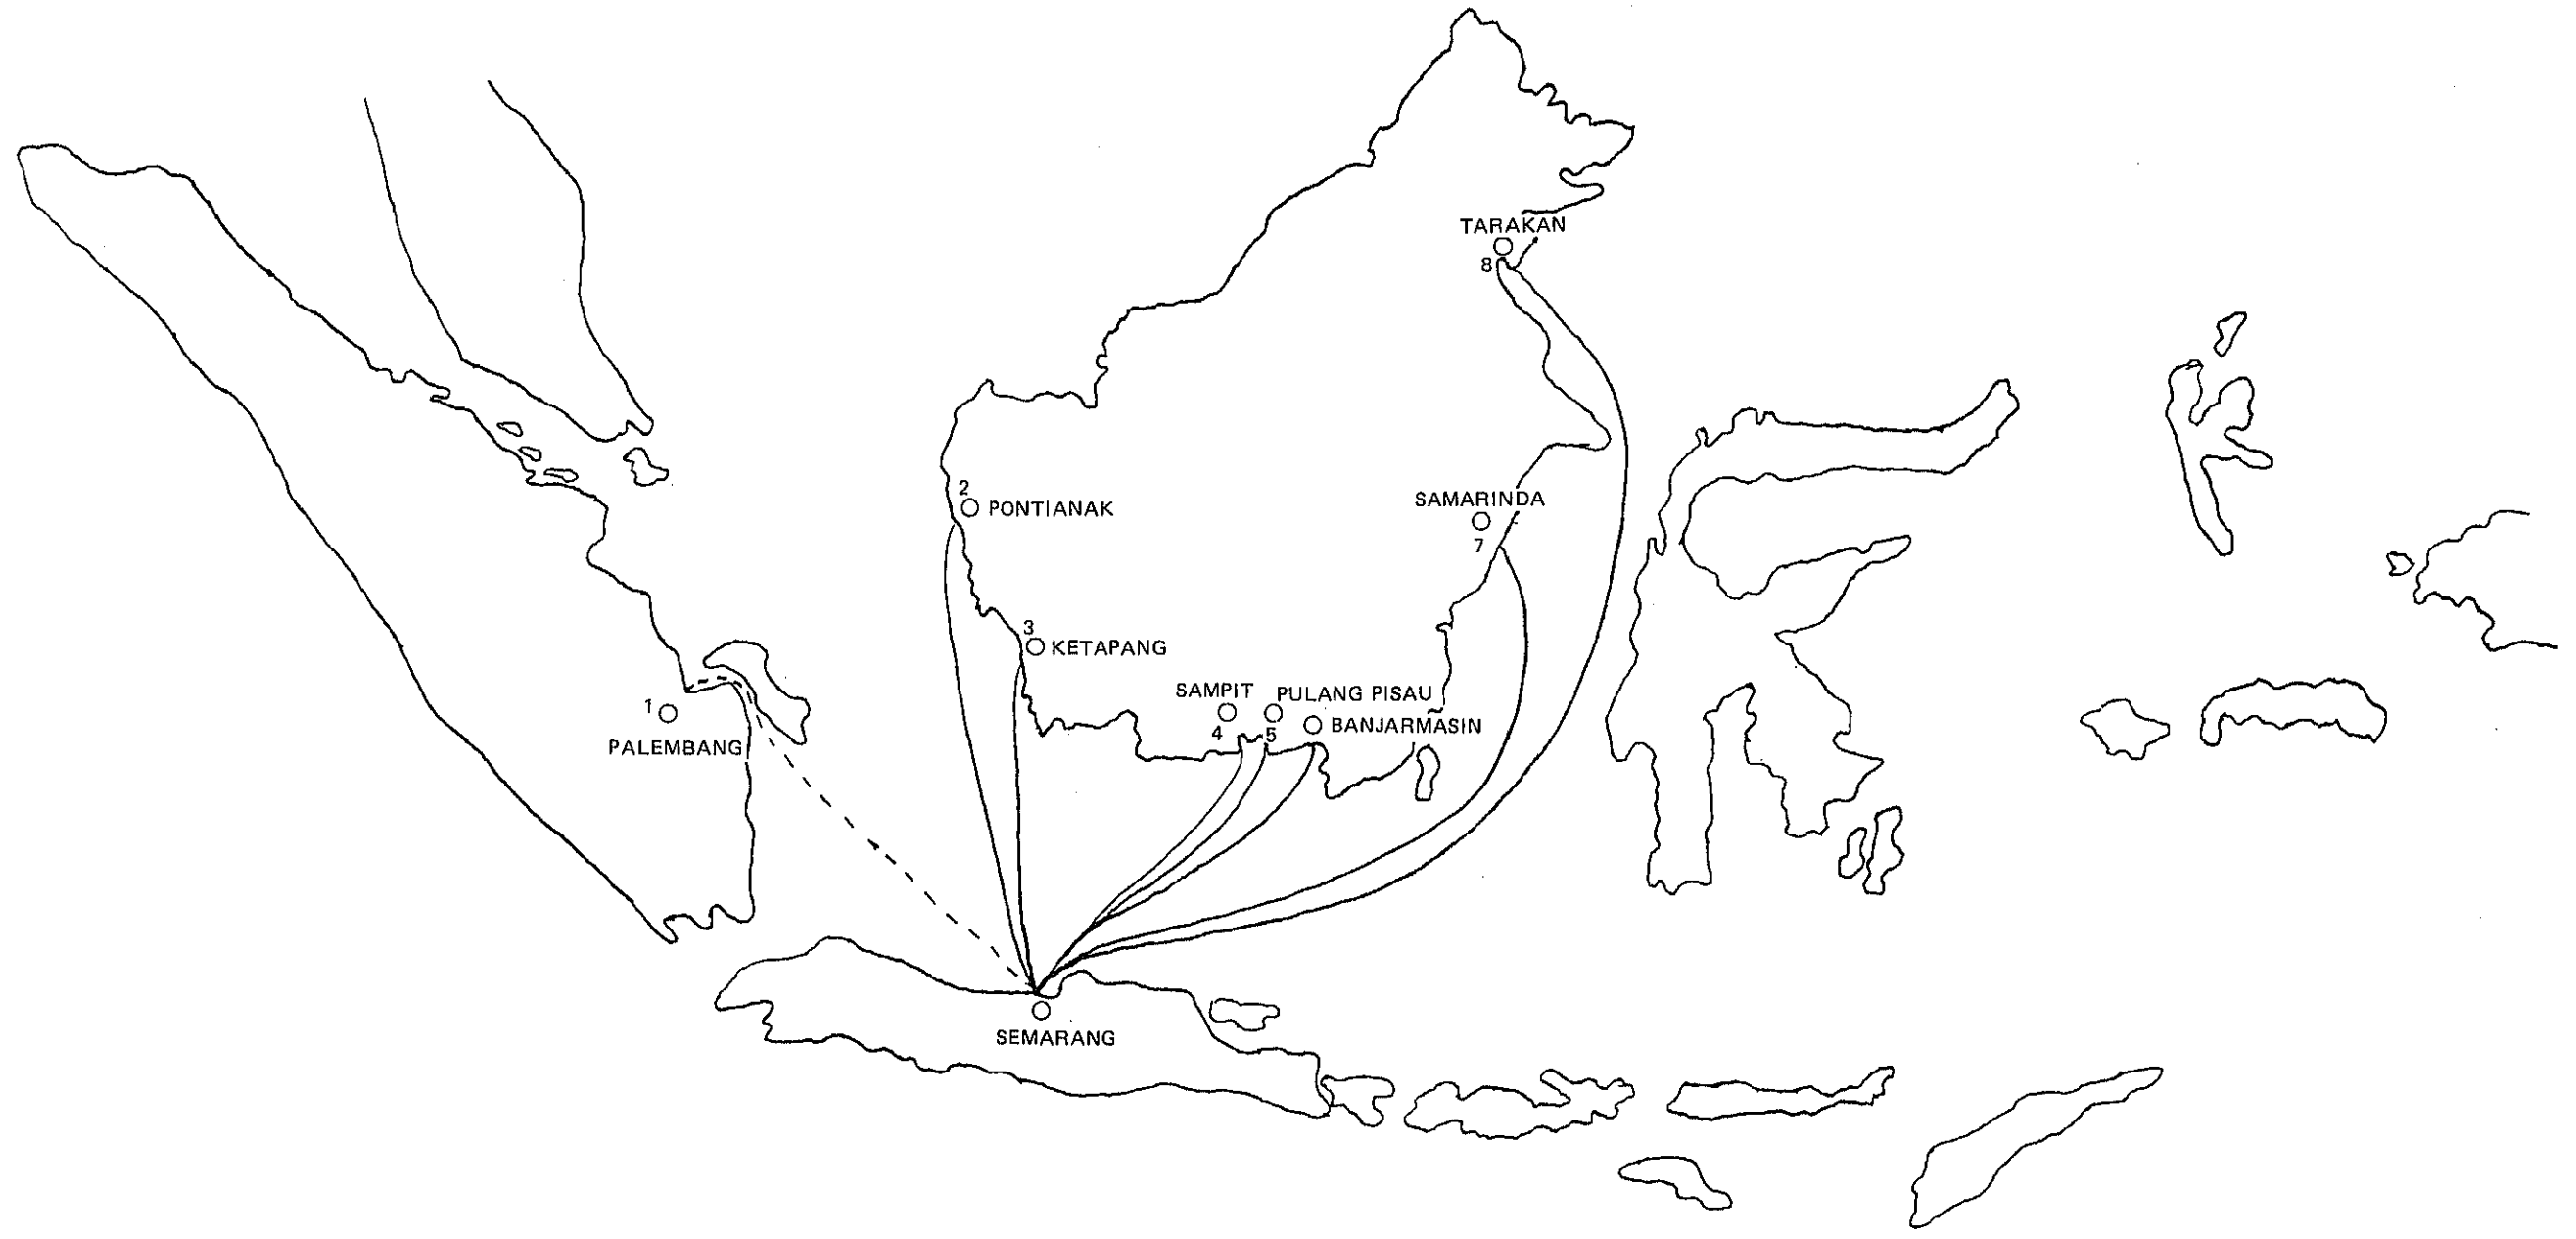 TARAKAN
8
2
PONTIANAK
SAMARINDA
7
3
KETAPANG
SAMPIT
PULANG PISAU
1
4
5
BANJARMASIN
PALEMBANG
SEMARANG